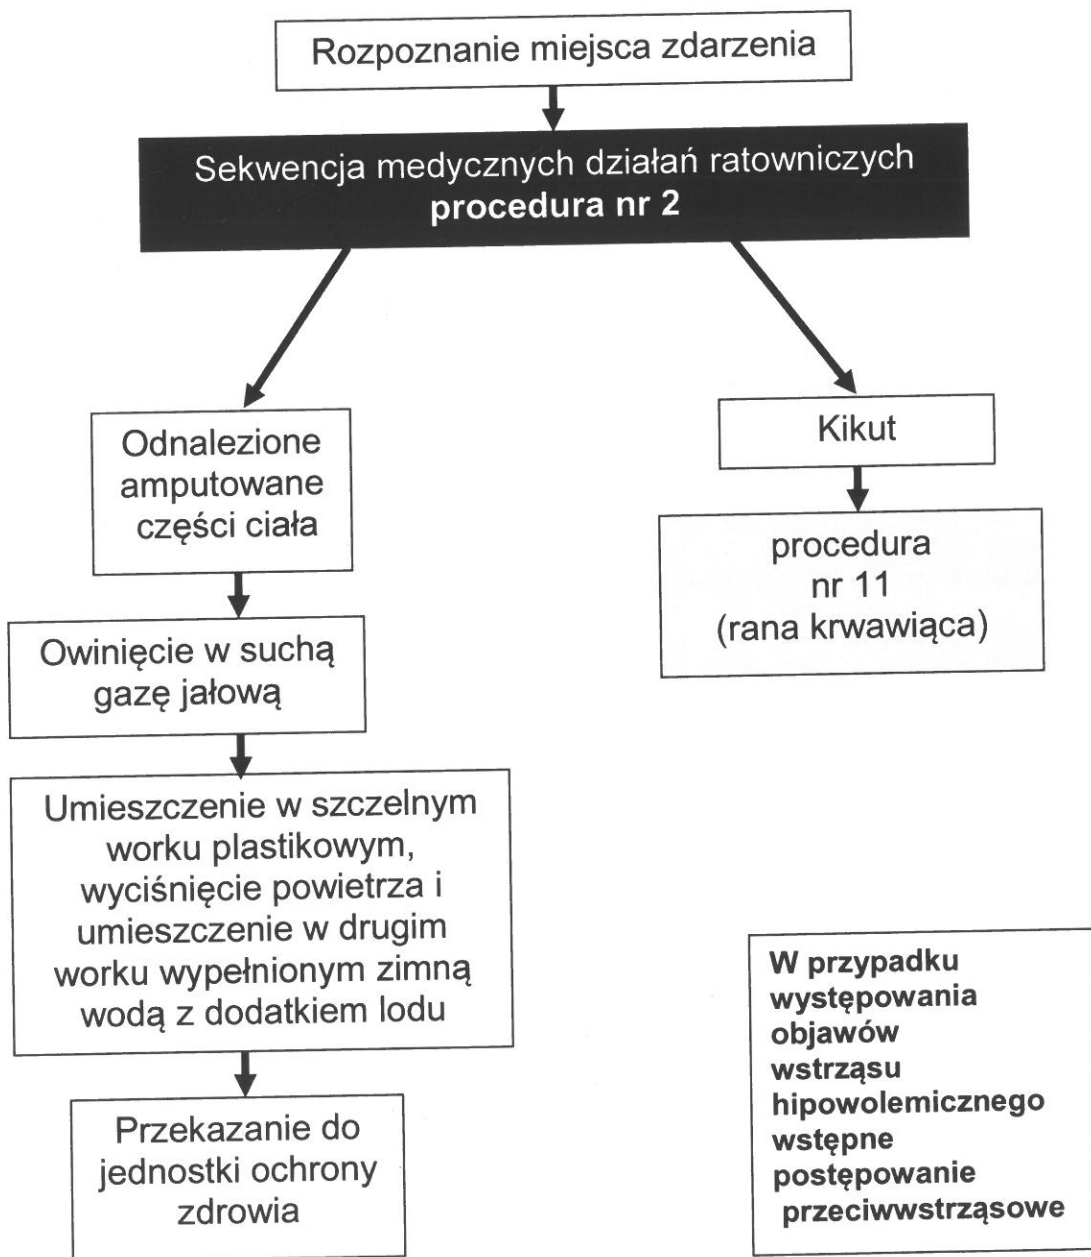 Rozpoznanie miejsca zdarzenia
Sekwencja medycznych działań ratowniczych
procedura nr 2
Odnalezione
amputowane
części ciała
Owinięcie w suchą
gazę jałową
Umieszczenie w szczelnym
worku plastikowym,
wyciśnięcie powietrza i
umieszczenie w drugim
worku wypełnionym zimną
wodą z dodatkiem lodu
Przekazanie do
jednostki ochrony
zdrowia
Kikut
procedura
nr 11
(rana krwawiąca)
W przypadku
występowania
objawów
wstrząsu
hipowolemicznego
wstępne
postępowanie
przeciwwstrząsowe